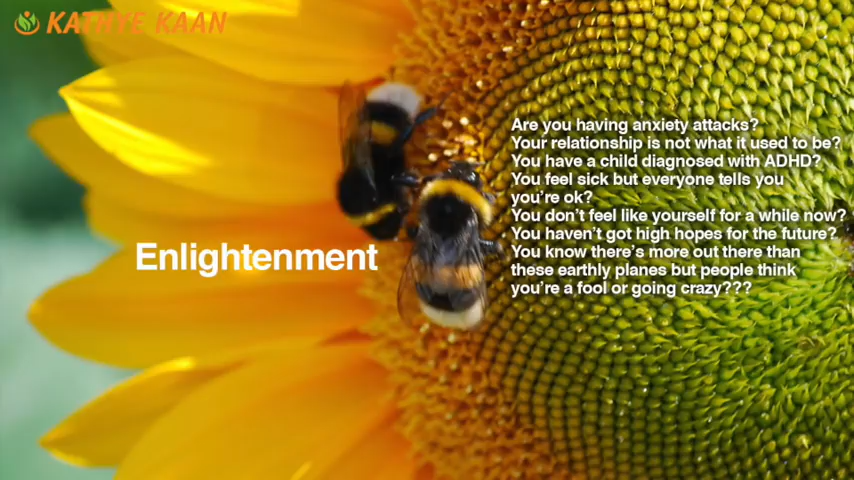 KATHYE KAAN
Enlightenment
Are you having anxiety attacks?
Your relationship is not what it used to be?
You have a child diagnosed with ADHD?
You feel sick but everyone tells you
you're ok?
You don't feel like yourself for a while now?
You haven't got high hopes for the future?
You know there's more out there than
these earthly planes but people think
you're a fool or going crazy???